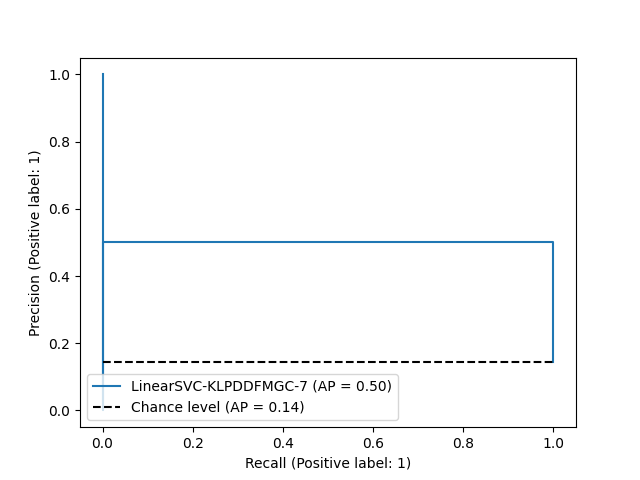 1.0
0.8
0.6
0.4
0.2
0.0
Precision (Positive label: 1)
LinearSVC-KLPDDFMGC-7 (AP = 0.50)
Chance level (AP = 0.14)
0.0 0.2 0.4 0.6 0.8 1.0
Recall (Positive label: 1)